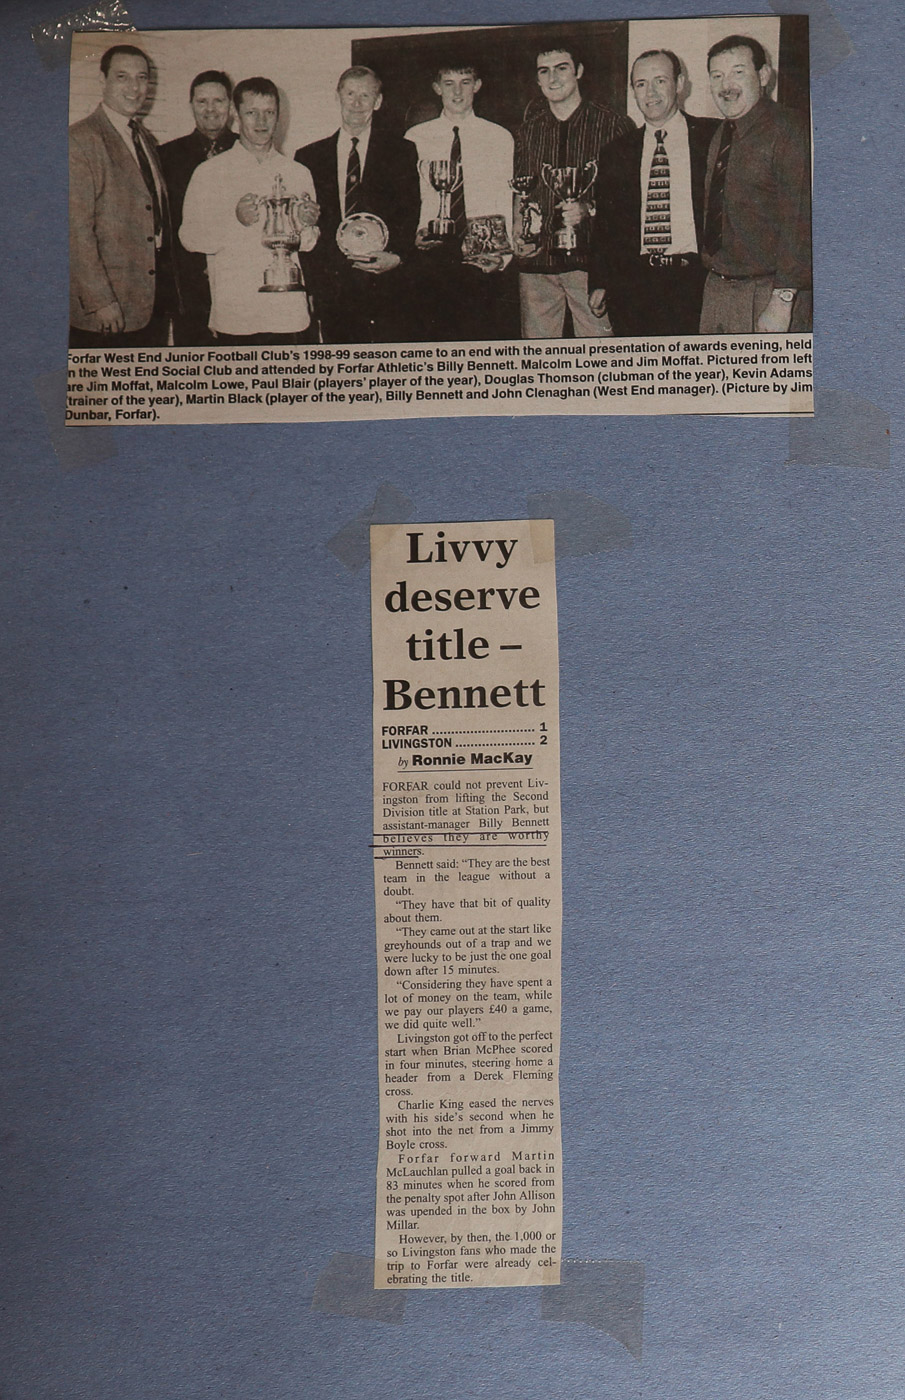 Forfar West End Junior Football Club's 1998-99 season came to an end with the annual presentation of awards evening, held
in the West End Social Club and attended by Forfar Athletic's Billy Bennett. Malcolm Lowe and Jim Moffat. Pictured from left
are Jim Moffat, Malcolm Lowe, Paul Blair (players' player of the year), Douglas Thomson (clubman of the year), Kevin Adams
(trainer of the year), Martin Black (player of the year), Billy Bennett and John Clenaghan (West End manager). (Picture by Jim
Dunbar, Forfar).
Livvy
deserve
title –
Bennett
FORFAR ............................ 1
LIVINGSTON ..................... 2
by Ronnie MacKay
FORFAR could not prevent Liv-
ingston from lifting the Second
Division title at Station Park, but
assistant-manager Billy Bennett
believes they are worthy
winners.
Bennett said: “They are the best
team in the league without a
doubt.
“They have that bit of quality
about them.
“They came out at the start like
greyhounds out of a trap and we
were lucky to be just the one goal
down after 15 minutes.
“Considering they have spent a
lot of money on the team, while
we pay our players £40 a game,
we did quite well.”
Livingston got off to the perfect
start when Brian McPhee scored
in four minutes, steering home a
header from a Derek Fleming
cross.
Charlie King eased the nerves
with his side's second when he
shot into the net from a Jimmy
Boyle cross.
Forfar forward Martin
McLauchlan pulled a goal back in
83 minutes when he scored from
the penalty spot after John Allison
was upended in the box by John
Millar.
However, by then, the 1,000 or
so Livingston fans who made the
trip to Forfar were already cel-
ebrating the title.